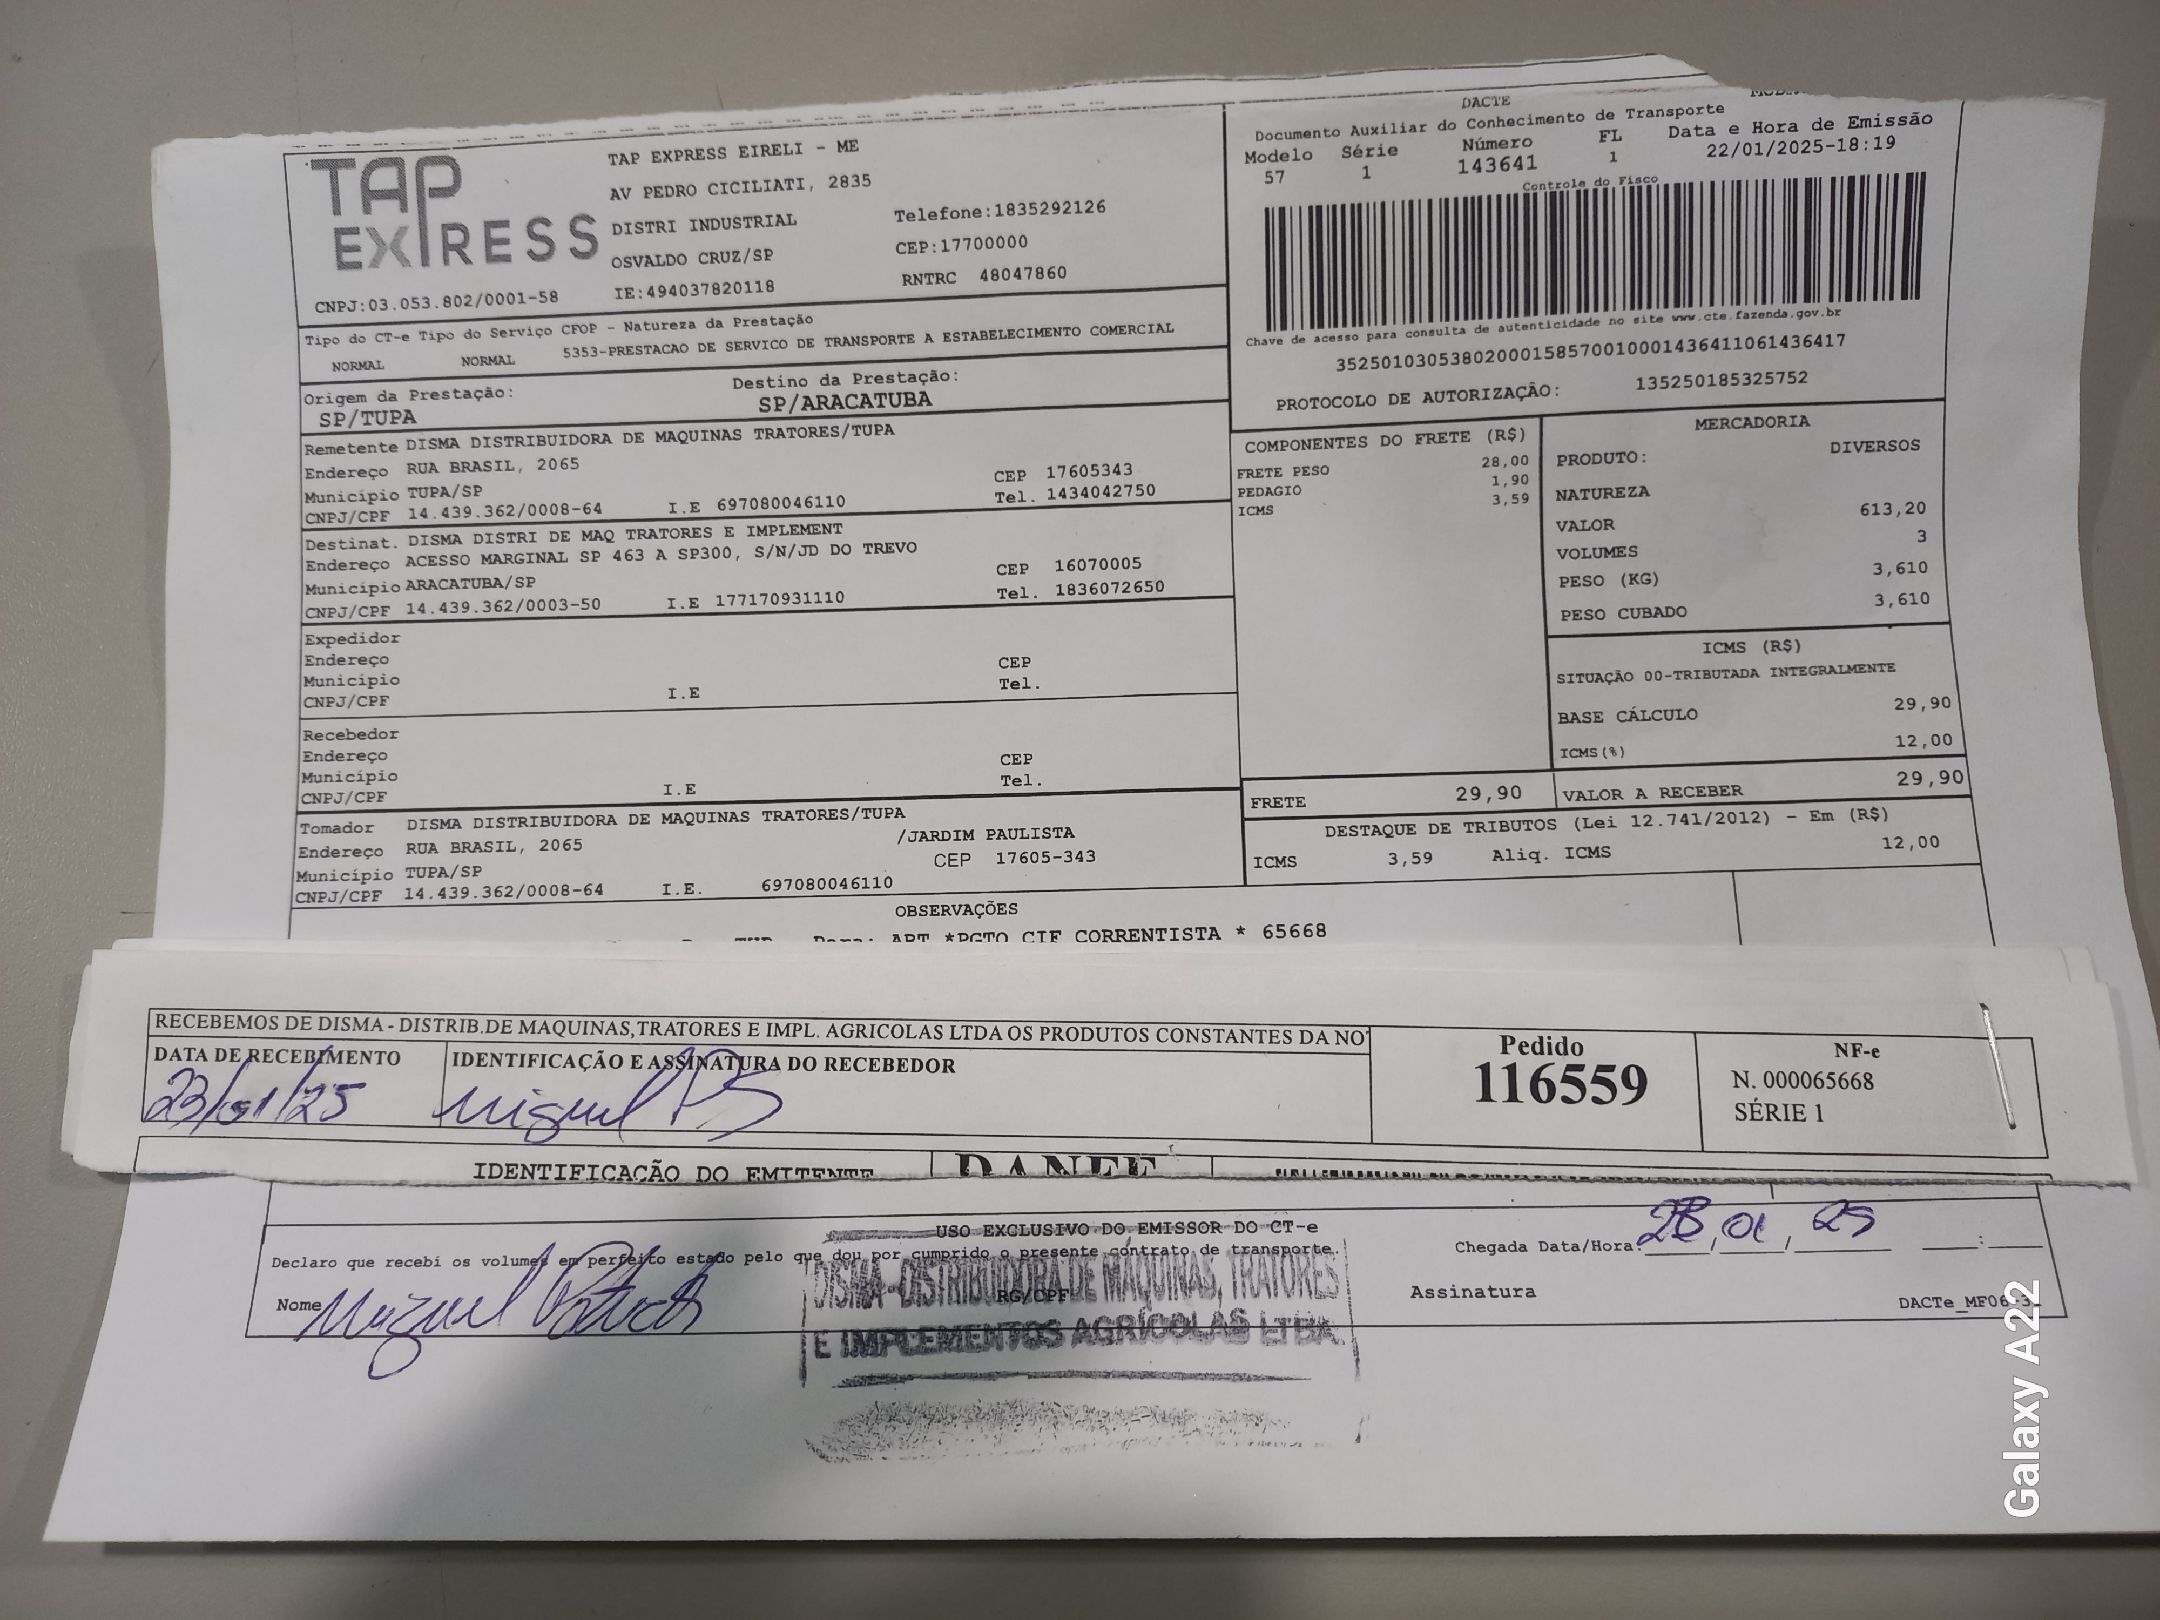 TAP EXPRESS
TAP EXPRESS EIRELI - ME
AV PEDRO CICILIATI, 2835
DISTRI INDUSTRIAL
Telefone:1835292126
OSVALDO CRUZ/SP
CEP:17700000
CNPJ:03.053.802/0001-58
IE:494037820118
RNTRC 48047860
DACTE
Documento Auxiliar do Conhecimento de Transporte
Modelo Série Número FL Data e Hora de Emissão
57 1 143641 1 22/01/2025-18:19
Controle do Fisco
Chave de acesso para consulta de autenticidade no site www.cte.fazenda.gov.br
35250103053802000158570010001436411061436417
PROTOCOLO DE AUTORIZAÇÃO: 135250185325752
Tipo do CT-e Tipo do Serviço CFOP - Natureza da Prestação
NORMAL NORMAL 5353-PRESTACAO DE SERVICO DE TRANSPORTE A ESTABELECIMENTO COMERCIAL
Origem da Prestação: Destino da Prestação:
SP/TUPA SP/ARACATUBA
Remetente DISMA DISTRIBUIDORA DE MAQUINAS TRATORES/TUPA
Endereço RUA BRASIL, 2065 CEP 17605343
Município TUPA/SP Tel. 1434042750
CNPJ/CPF 14.439.362/0008-64 I.E 697080046110
Destinat. DISMA DISTRI DE MAQ TRATORES E IMPLEMENT
Endereço ACESSO MARGINAL SP 463 A SP300, S/N/JD DO TREVO
Município ARACATUBA/SP CEP 16070005
CNPJ/CPF 14.439.362/0003-50 I.E 177170931110 Tel. 1836072650
Expedidor
Endereço CEP
Município Tel.
CNPJ/CPF I.E
Recebedor
Endereço CEP
Município Tel.
CNPJ/CPF I.E
Tomador DISMA DISTRIBUIDORA DE MAQUINAS TRATORES/TUPA
Endereço RUA BRASIL, 2065 /JARDIM PAULISTA
Município TUPA/SP CEP 17605-343
CNPJ/CPF 14.439.362/0008-64 I.E. 697080046110
COMPONENTES DO FRETE (R$)
FRETE PESO 28,00
PEDAGIO 1,90
ICMS 3,59
MERCADORIA
PRODUTO: DIVERSOS
NATUREZA
VALOR 613,20
VOLUMES 3
PESO (KG) 3,610
PESO CUBADO 3,610
ICMS (R$)
SITUAÇÃO 00-TRIBUTADA INTEGRALMENTE
BASE CÁLCULO 29,90
ICMS(%) 12,00
FRETE 29,90 VALOR A RECEBER 29,90
DESTAQUE DE TRIBUTOS (Lei 12.741/2012) - Em (R$)
ICMS 3,59 Aliq. ICMS 12,00
OBSERVAÇÕES
Para: ART *PGTO CIF CORRENTISTA * 65668
RECEBEMOS DE DISMA - DISTRIB.DE MAQUINAS,TRATORES E IMPL. AGRICOLAS LTDA OS PRODUTOS CONSTANTES DA NO
DATA DE RECEBIMENTO IDENTIFICAÇÃO E ASSINATURA DO RECEBEDOR
23/01/25 Miguel
Pedido
116559
NF-e
N. 000065668
SÉRIE 1
IDENTIFICAÇÃO DO EMITENTE DANFE
USO EXCLUSIVO DO EMISSOR DO CT-e
Declaro que recebi os volumes em perfeito estado pelo que dou por cumprido o presente contrato de transporte.
Chegada Data/Hora: 23,01,25 :
Nome Miguel
RG/CPF
Assinatura
DACTe_MF06-3
DISMA - DISTRIBUIDORA DE MÁQUINAS, TRATORES
E IMPLEMENTOS AGRÍCOLAS LTDA.
Galaxy A22